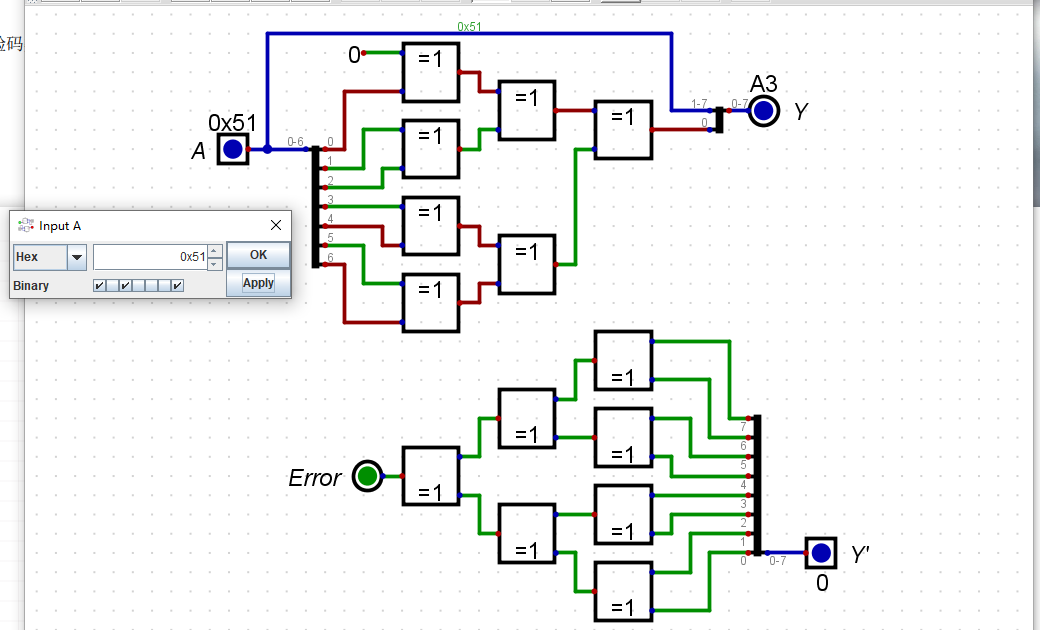 验码
0x51
0
=1
=1
=1
A3
1-7
0-7
Y
0
0x51
A
0-6
0
1
2
3
4
5
6
=1
=1
=1
=1
Input A
Hex
0x51
OK
Binary
Apply
=1
=1
=1
=1
=1
=1
=1
Error
7
6
5
4
3
2
1
0
0-7
Y'
0